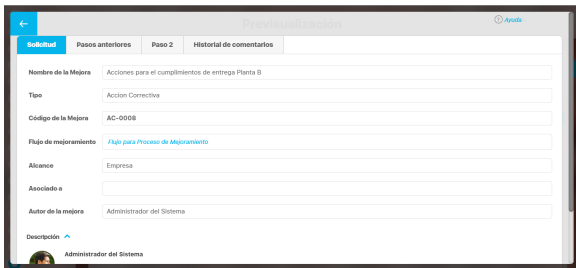 Previsualización
Ayuda
Solicitud Pasos anteriores Paso 2 Historial de comentarios
Nombre de la Mejora Acciones para el cumplimientos de entrega Planta B
Tipo Accion Correctiva
Código de la Mejora AC-0008
Flujo de mejoramiento Flujo para Proceso de Mejoramiento
Alcance Empresa
Asociado a
Autor de la mejora Administrador del Sistema
Descripción
Administrador del Sistema